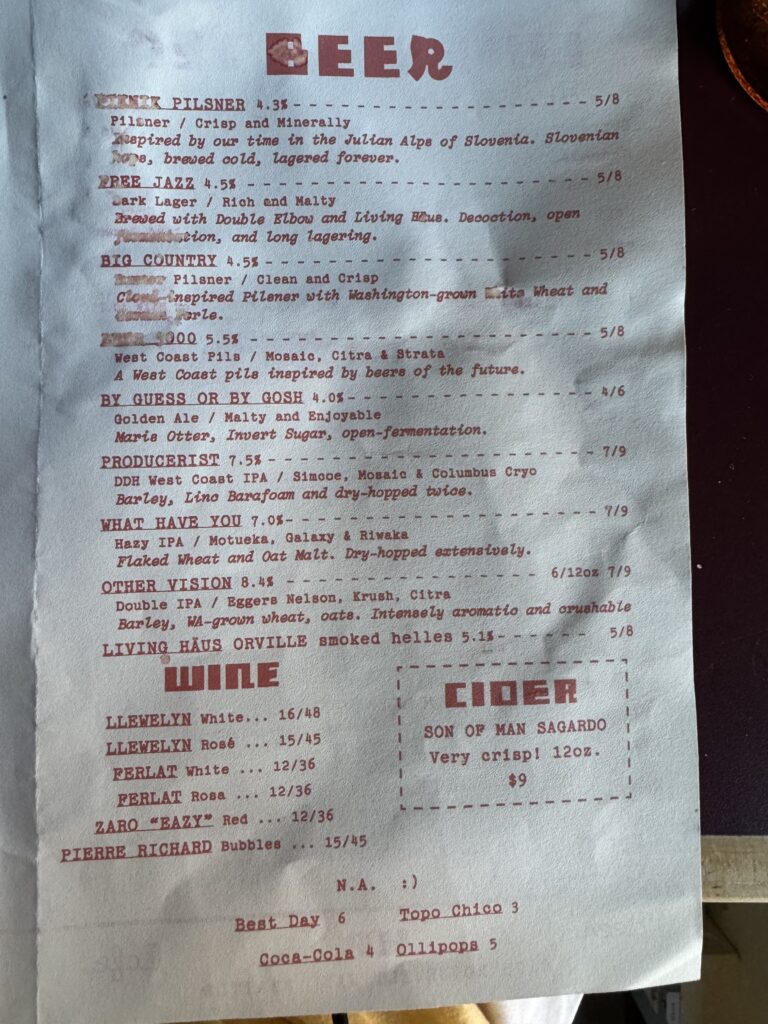 BEER
PIKNIK PILSNER 4.3% - - - - - - - - - - - - - - - - - - - - - - 5/8
Pilsner / Crisp and Minerally
Inspired by our time in the Julian Alps of Slovenia. Slovenian
hops, brewed cold, lagered forever.
FREE JAZZ 4.5% - - - - - - - - - - - - - - - - - - - - - - - - - - 5/8
Dark Lager / Rich and Malty
Brewed with Double Elbow and Living Häus. Decoction, open
fermentation, and long lagering.
BIG COUNTRY 4.5% - - - - - - - - - - - - - - - - - - - - - - - - - 5/8
Pilsner / Clean and Crisp
-inspired Pilsner with Washington-grown Wheat and
German Perle.
5.5% - - - - - - - - - - - - - - - - - - - - - - - - - - 5/8
West Coast Pils / Mosaic, Citra & Strata
A West Coast pils inspired by beers of the future.
BY GUESS OR BY GOSH 4.0% - - - - - - - - - - - - - - - - - - - 4/6
Golden Ale / Malty and Enjoyable
Maris Otter, Invert Sugar, open-fermentation.
PRODUCERIST 7.5% - - - - - - - - - - - - - - - - - - - - - - - - - 7/9
DDH West Coast IPA / Simcoe, Mosaic & Columbus Cryo
Barley, Linc Barafoam and dry-hopped twice.
WHAT HAVE YOU 7.0% - - - - - - - - - - - - - - - - - - - - - - - - 7/9
Hazy IPA / Motueka, Galaxy & Riwaka
Flaked Wheat and Oat Malt. Dry-hopped extensively.
OTHER VISION 8.4% - - - - - - - - - - - - - - - - - - - 6/12oz 7/9
Double IPA / Eggers Nelson, Krush, Citra
Barley, WA-grown wheat, oats. Intensely aromatic and crushable
LIVING HÄUS ORVILLE smoked helles 5.1% - - - - - - 5/8
WINE
LLEWELYN White... 16/48
LLEWELYN Rosé ... 15/45
FERLAT White ... 12/36
FERLAT Rosa ... 12/36
ZARO "EAZY" Red ... 12/36
PIERRE RICHARD Bubbles ... 15/45
CIDER
SON OF MAN SAGARDO
Very crisp! 12oz.
$9
N.A. :)
Best Day 6
Topo Chico 3
Coca-Cola 4
Ollipops 5